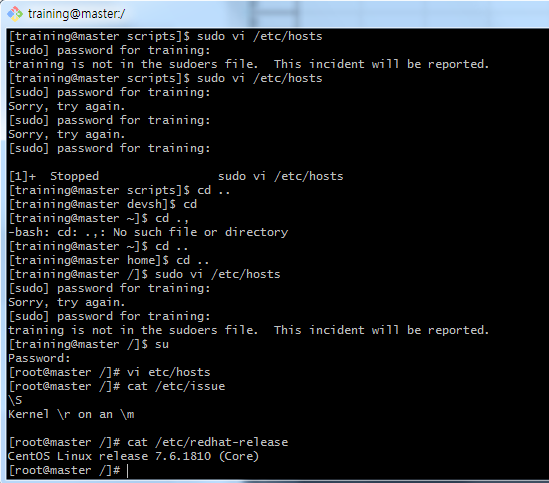 training@master:/
[training@master scripts]$ sudo vi /etc/hosts
[sudo] password for training:
training is not in the sudoers file.  This incident will be reported.
[training@master scripts]$ sudo vi /etc/hosts
[sudo] password for training:
Sorry, try again.
[sudo] password for training:
Sorry, try again.
[sudo] password for training:
[1]+  Stopped                 sudo vi /etc/hosts
[training@master scripts]$ cd ..
[training@master devsh]$ cd
[training@master ~]$ cd .,
-bash: cd: .,: No such file or directory
[training@master ~]$ cd ..
[training@master home]$ cd ..
[training@master /]$ sudo vi /etc/hosts
[sudo] password for training:
Sorry, try again.
[sudo] password for training:
training is not in the sudoers file.  This incident will be reported.
[training@master /]$ su
Password:
[root@master /]# vi etc/hosts
[root@master /]# cat /etc/issue
\S
Kernel \r on an \m
[root@master /]# cat /etc/redhat-release
CentOS Linux release 7.6.1810 (Core)
[root@master /]#